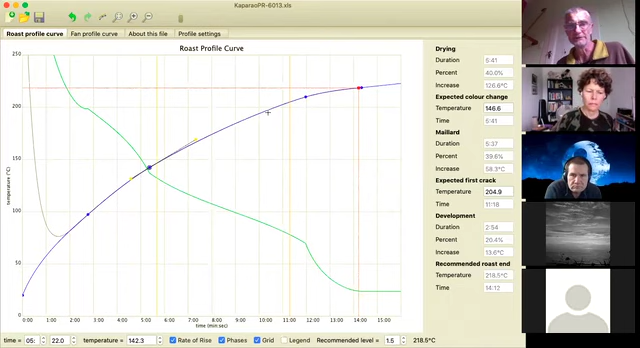 KaparaoPR-6013.xls
Roast profile curve Fan profile curve About this file Profile settings
Roast Profile Curve
250
200
150
100
50
0
temperature (°C)
0:00 1:00 2:00 3:00 4:00 5:00 6:00 7:00 8:00 9:00 10:00 11:00 12:00 13:00 14:00 15:00
time (min:sec)
Drying
Duration 5:41
Percent 40.0%
Increase 126.6°C
Expected colour change
Temperature 146.6
Time 5:41
Maillard
Duration 5:37
Percent 39.6%
Increase 58.3°C
Expected first crack
Temperature 204.9
Time 11:18
Development
Duration 2:54
Percent 20.4%
Increase 13.6°C
Recommended roast end
Temperature 218.5°C
Time 14:12
time = 05: 22.0 temperature = 142.3 Rate of Rise Phases Grid Legend Recommended level = 1.5 218.5°C